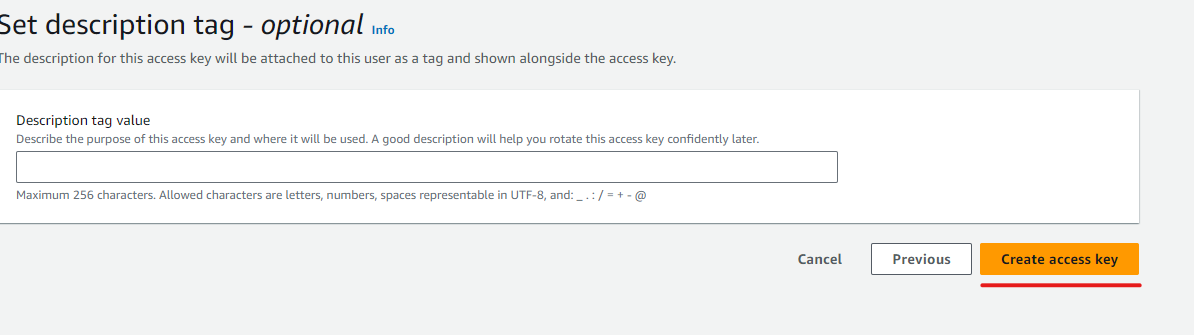 Set description tag - optional Info
The description for this access key will be attached to this user as a tag and shown alongside the access key.
Description tag value
Describe the purpose of this access key and where it will be used. A good description will help you rotate this access key confidently later.
Maximum 256 characters. Allowed characters are letters, numbers, spaces representable in UTF-8, and: _ . : / = + - @
Cancel Previous Create access key